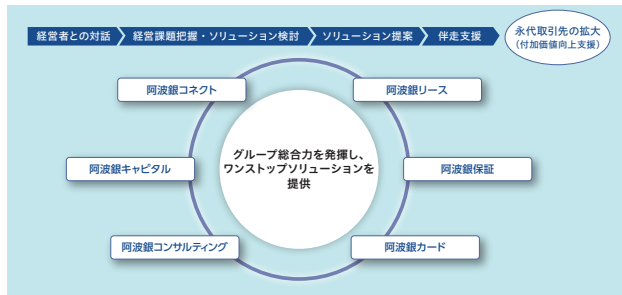 経営者との対話
経営課題把握・ソリューション検討
ソリューション提案
伴走支援
永代取引先の拡大
(付加価値向上支援)
阿波銀コネクト
阿波銀リース
グループ総合力を発揮し、
ワンストップソリューションを
提供
阿波銀キャピタル
阿波銀保証
阿波銀コンサルティング
阿波銀カード